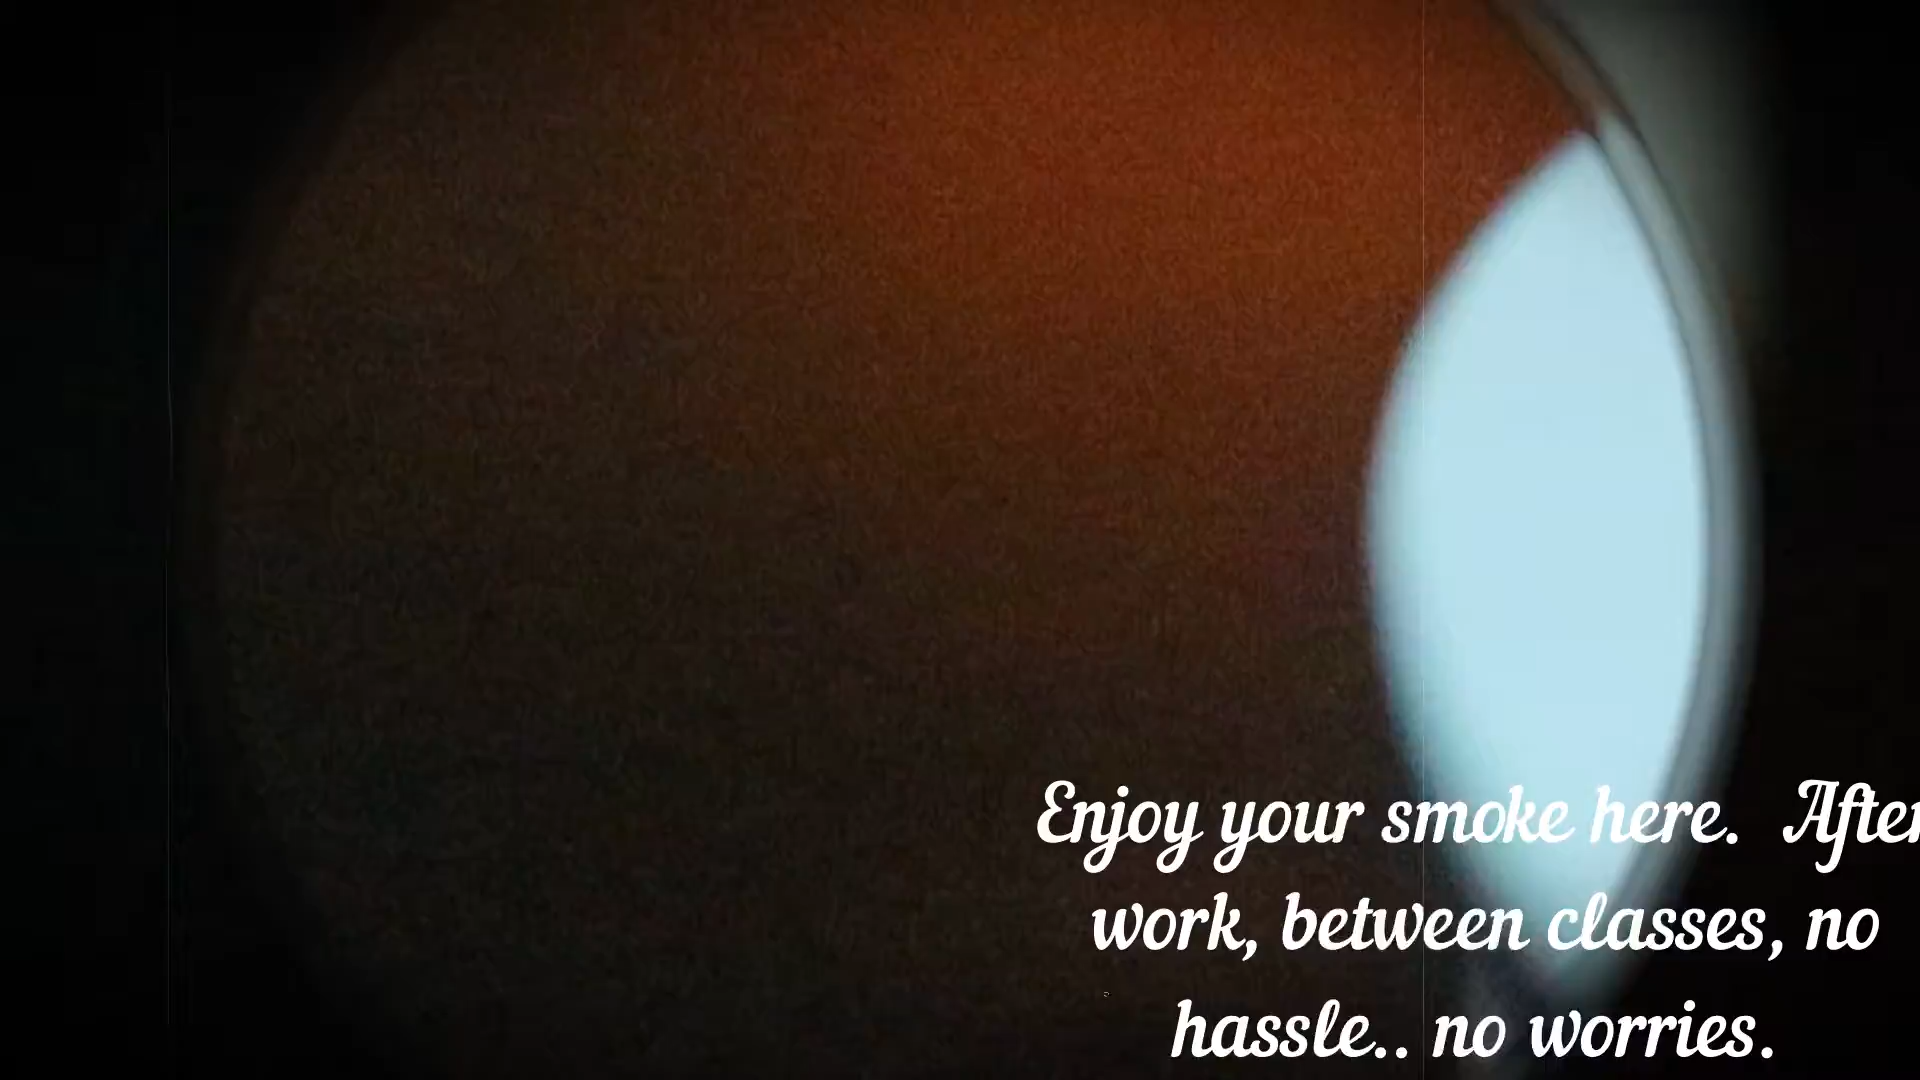 Enjoy your smoke here. After
work, between classes, no
hassle.. no worries.